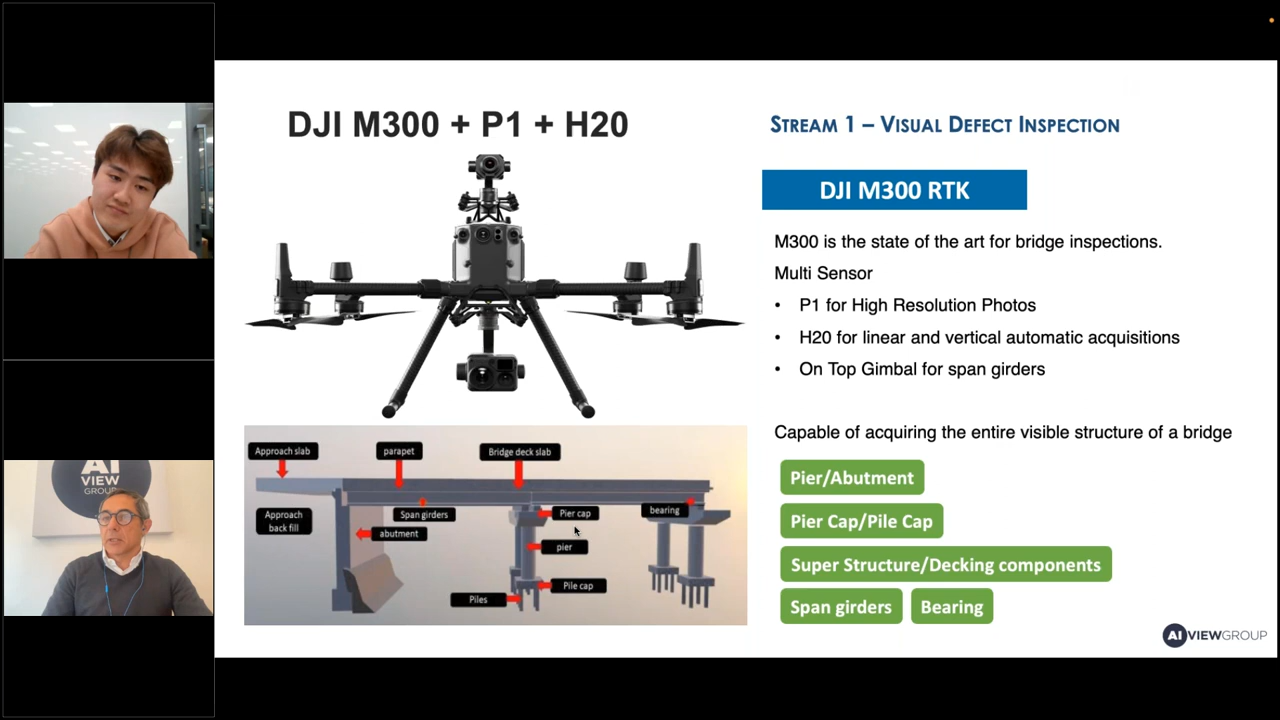 DJI M300 + P1 + H20
STREAM 1 – VISUAL DEFECT INSPECTION
DJI M300 RTK
M300 is the state of the art for bridge inspections.
Multi Sensor
• P1 for High Resolution Photos
• H20 for linear and vertical automatic acquisitions
• On Top Gimbal for span girders
Capable of acquiring the entire visible structure of a bridge
Pier/Abutment
Pier Cap/Pile Cap
Super Structure/Decking components
Span girders
Bearing
Approach slab
parapet
Bridge deck slab
Approach
back fill
Span girders
abutment
Pier cap
bearing
pier
Pile cap
Piles
AI VIEWGROUP
AI
VIEW
GROUP